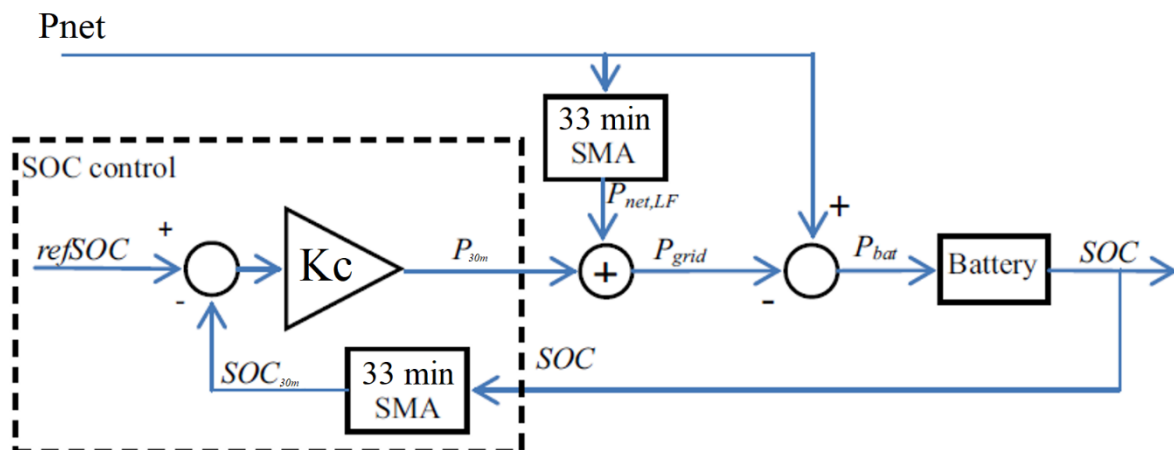 Pnet
33 min
SMA
SOC control
P_net,LF
+
+
refSOC
Kc
P_30m
+
P_grid
P_bat
Battery
SOC
-
-
SOC_30m
33 min
SMA
SOC